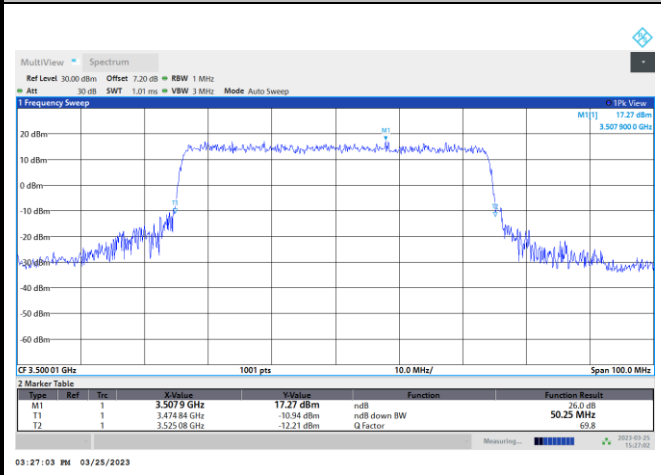 MultiView Spectrum
Ref Level 30.00 dBm Offset 7.20 dB RBW 1 MHz
Att 30 dB SWT 1.01 ms VBW 3 MHz Mode Auto Sweep
1 Frequency Sweep 1Pk View
M1[1] 17.27 dBm
3.507 900 0 GHz
M1
20 dBm
10 dBm
0 dBm
T1
T2
-10 dBm
-20 dBm
-30 dBm
-40 dBm
-50 dBm
-60 dBm
CF 3.500 01 GHz 1001 pts 10.0 MHz/ Span 100.0 MHz
2 Marker Table
Type Ref Trc X-Value Y-Value Function Function Result
M1 1 3.5079 GHz 17.27 dBm ndB 26.0 dB
T1 1 3.474 84 GHz -10.94 dBm ndB down BW 50.25 MHz
T2 1 3.525 08 GHz -12.21 dBm Q Factor 69.8
Measuring... 2023-03-25
15:27:02
03:27:03 PM 03/25/2023